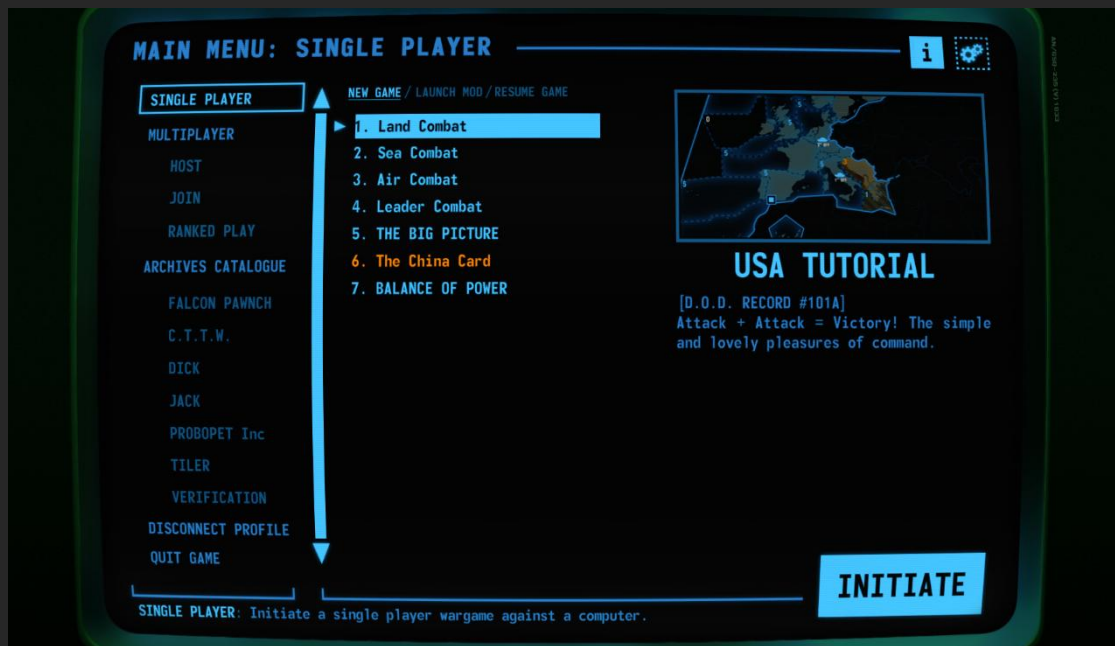 MAIN MENU: SINGLE PLAYER
i
SINGLE PLAYER
MULTIPLAYER
HOST
JOIN
RANKED PLAY
ARCHIVES CATALOGUE
FALCON PAWNCH
C.T.T.W.
DICK
JACK
PROBOPET Inc
TILER
VERIFICATION
DISCONNECT PROFILE
QUIT GAME
NEW GAME / LAUNCH MOD / RESUME GAME
1. Land Combat
2. Sea Combat
3. Air Combat
4. Leader Combat
5. THE BIG PICTURE
6. The China Card
7. BALANCE OF POWER
USA TUTORIAL
[D.O.D. RECORD #101A]
Attack + Attack = Victory! The simple
and lovely pleasures of command.
INITIATE
SINGLE PLAYER: Initiate a single player wargame against a computer.